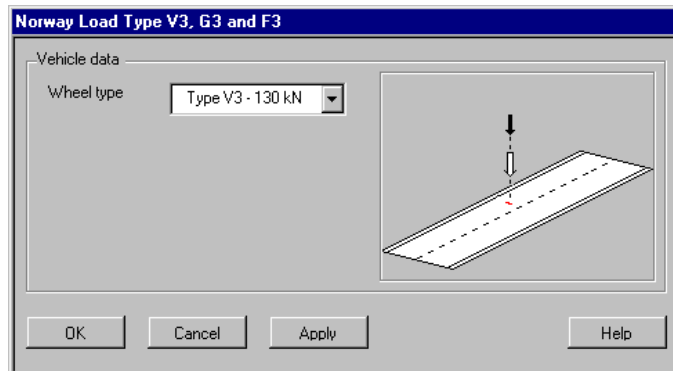 Norway Load Type V3, G3 and F3
Vehicle data
Wheel type
Type V3 - 130 kN
OK
Cancel
Apply
Help